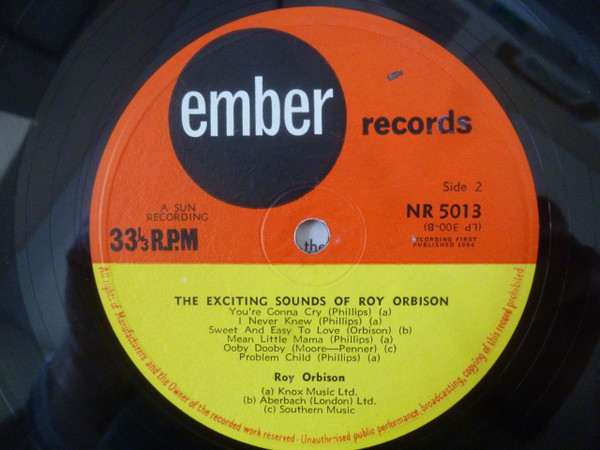 ember
records
Side 2
A SUN
RECORDING
NR 5013
(LP 300-B)
33⅓ R.P.M
RECORDING FIRST
PUBLISHED 1964
the
THE EXCITING SOUNDS OF ROY ORBISON
You're Gonna Cry (Phillips) (a)
I Never Knew (Phillips) (a)
Sweet And Easy To Love (Orbison) (b)
Mean Little Mama (Phillips) (a)
Ooby Dooby (Moore—Penner) (c)
Problem Child (Phillips) (a)
Roy Orbison
(a) Knox Music Ltd.
(b) Aberbach (London) Ltd.
(c) Southern Music
All rights of Manufacturers and the Owner of the recorded work reserved - Unauthorised public performance, broadcasting, copying of this record prohibited